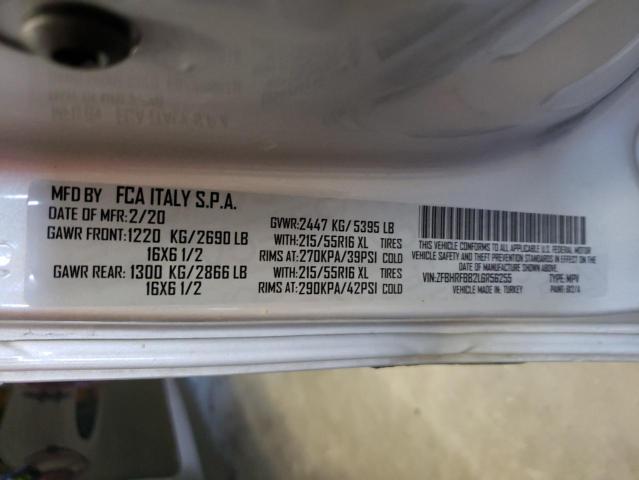 MFD BY FCA ITALY S.P.A.
DATE OF MFR: 2/20
GAWR FRONT: 1220 KG/2690 LB
16X6 1/2
GAWR REAR: 1300 KG/2866 LB
16X6 1/2
GVWR: 2447 KG/ 5395 LB
WITH: 215/55R16 XL TIRES
RIMS AT: 270KPA/39PSI COLD
WITH: 215/55R16 XL TIRES
RIMS AT: 290KPA/42PSI COLD
THIS VEHICLE CONFORMS TO ALL APPLICABLE U.S. FEDERAL MOTOR
VEHICLE SAFETY, BUMPER, AND THEFT PREVENTION STANDARDS IN EFFECT ON THE
DATE OF MANUFACTURE SHOWN ABOVE.
VIN: ZFBHRFBB2L6R56255 TYPE: MPV
VEHICLE MADE IN: TURKEY PAINT: